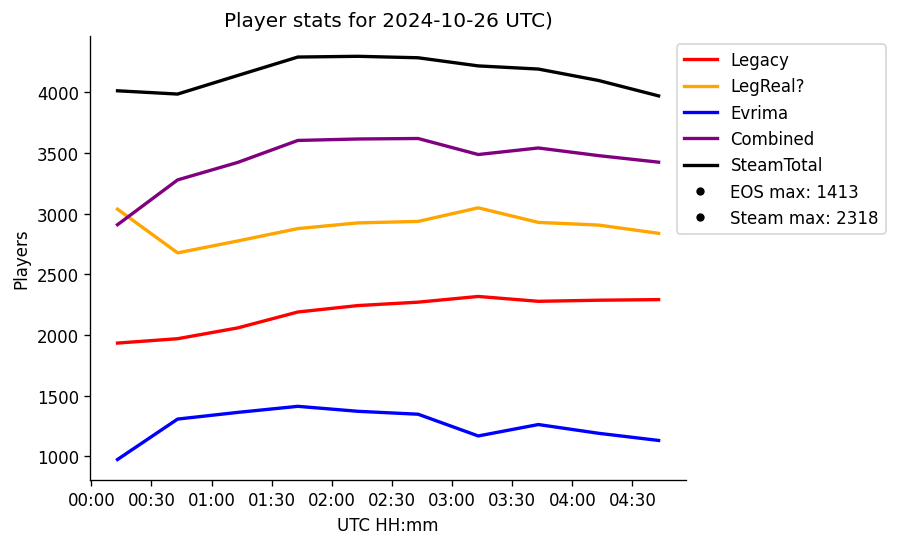 Player stats for 2024-10-26 UTC)
Legacy
LegReal?
Evrima
Combined
SteamTotal
EOS max: 1413
Steam max: 2318
Players
4000
3500
3000
2500
2000
1500
1000
00:00 00:30 01:00 01:30 02:00 02:30 03:00 03:30 04:00 04:30
UTC HH:mm